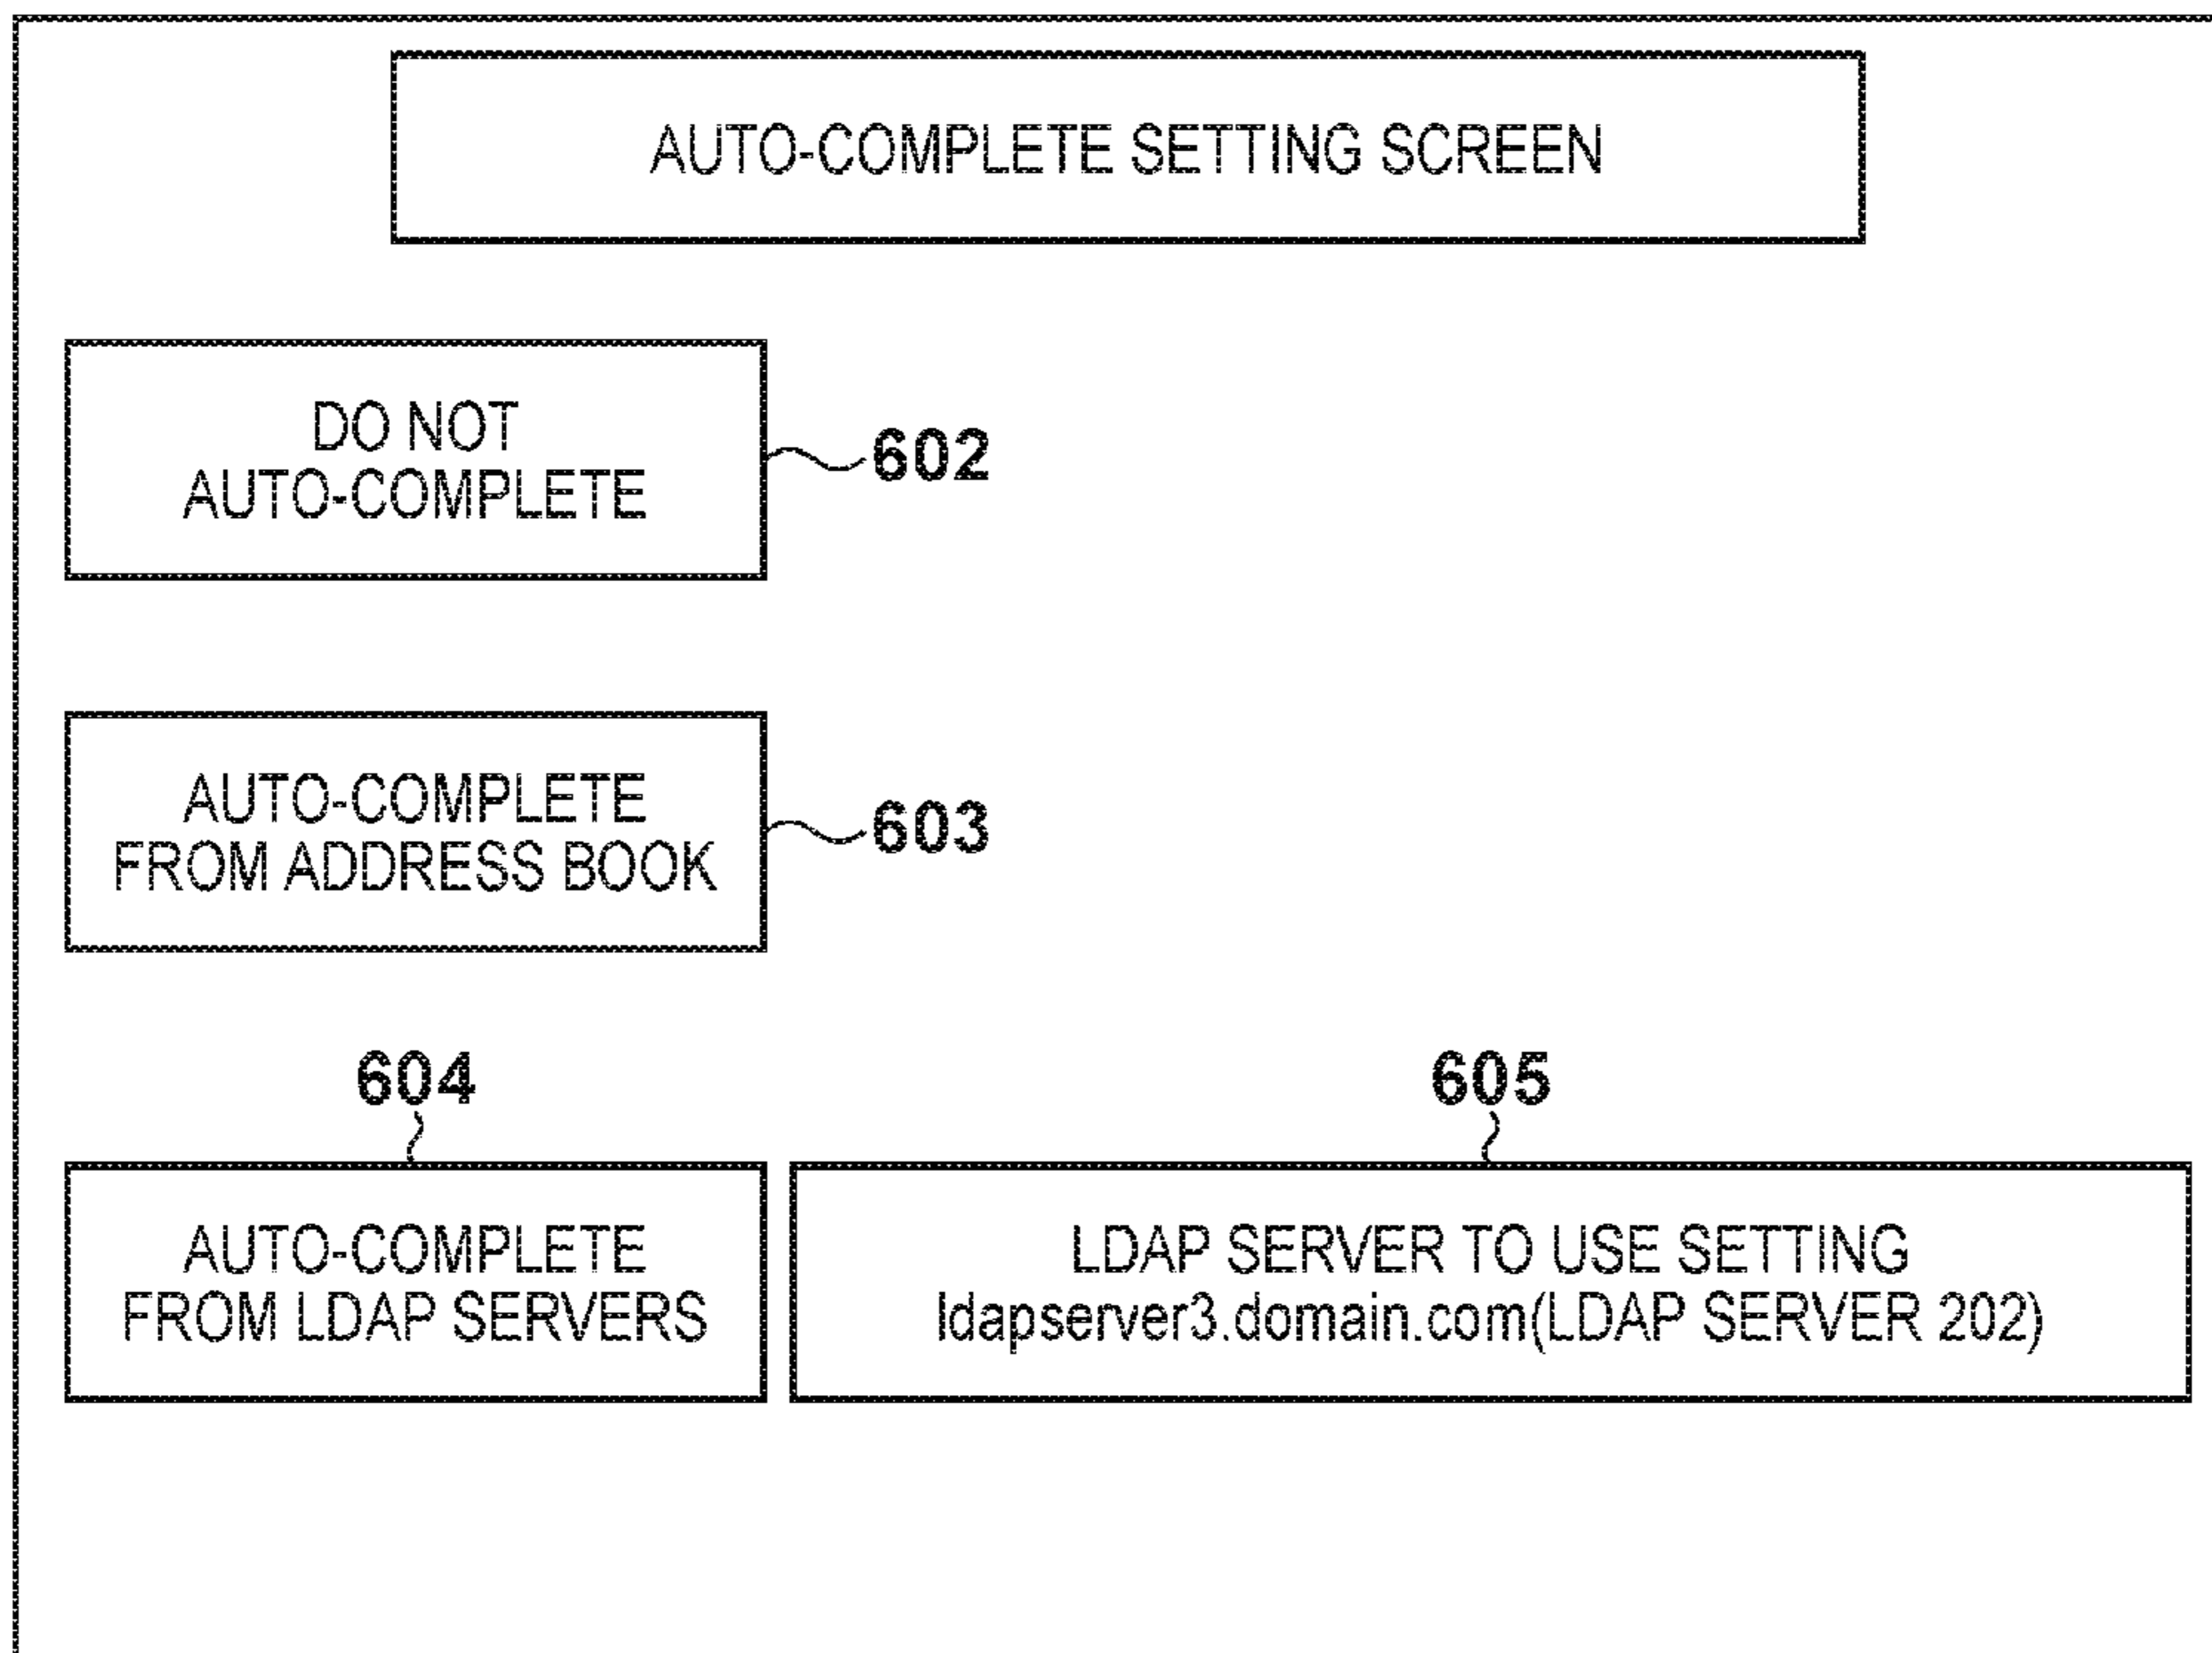 AUTO-COMPLETE SETTING SCREEN
DO NOT
AUTO-COMPLETE
602
AUTO-COMPLETE
FROM ADDRESS BOOK
603
604
605
AUTO-COMPLETE
FROM LDAP SERVERS
LDAP SERVER TO USE SETTING
ldapserver3.domain.com(LDAP SERVER 202)